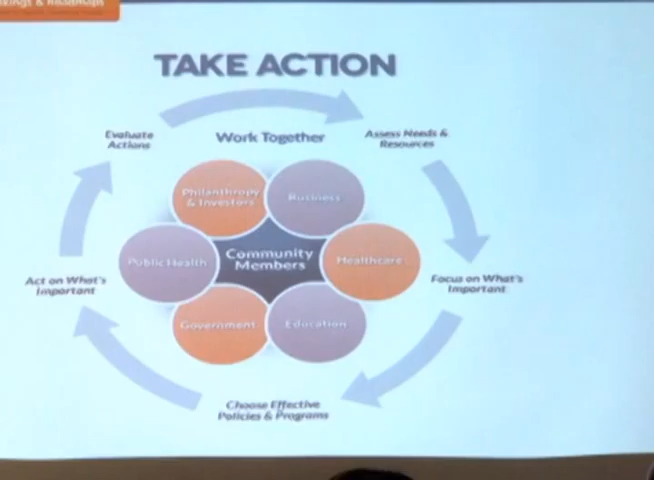 & Roadmaps
TAKE ACTION
Work Together
Evaluate
Actions
Assess Needs &
Resources
Philanthropy
& Investors
Business
Public Health
Community
Members
Healthcare
Act on What's
Important
Focus on What's
Important
Government
Education
Choose Effective
Policies & Programs